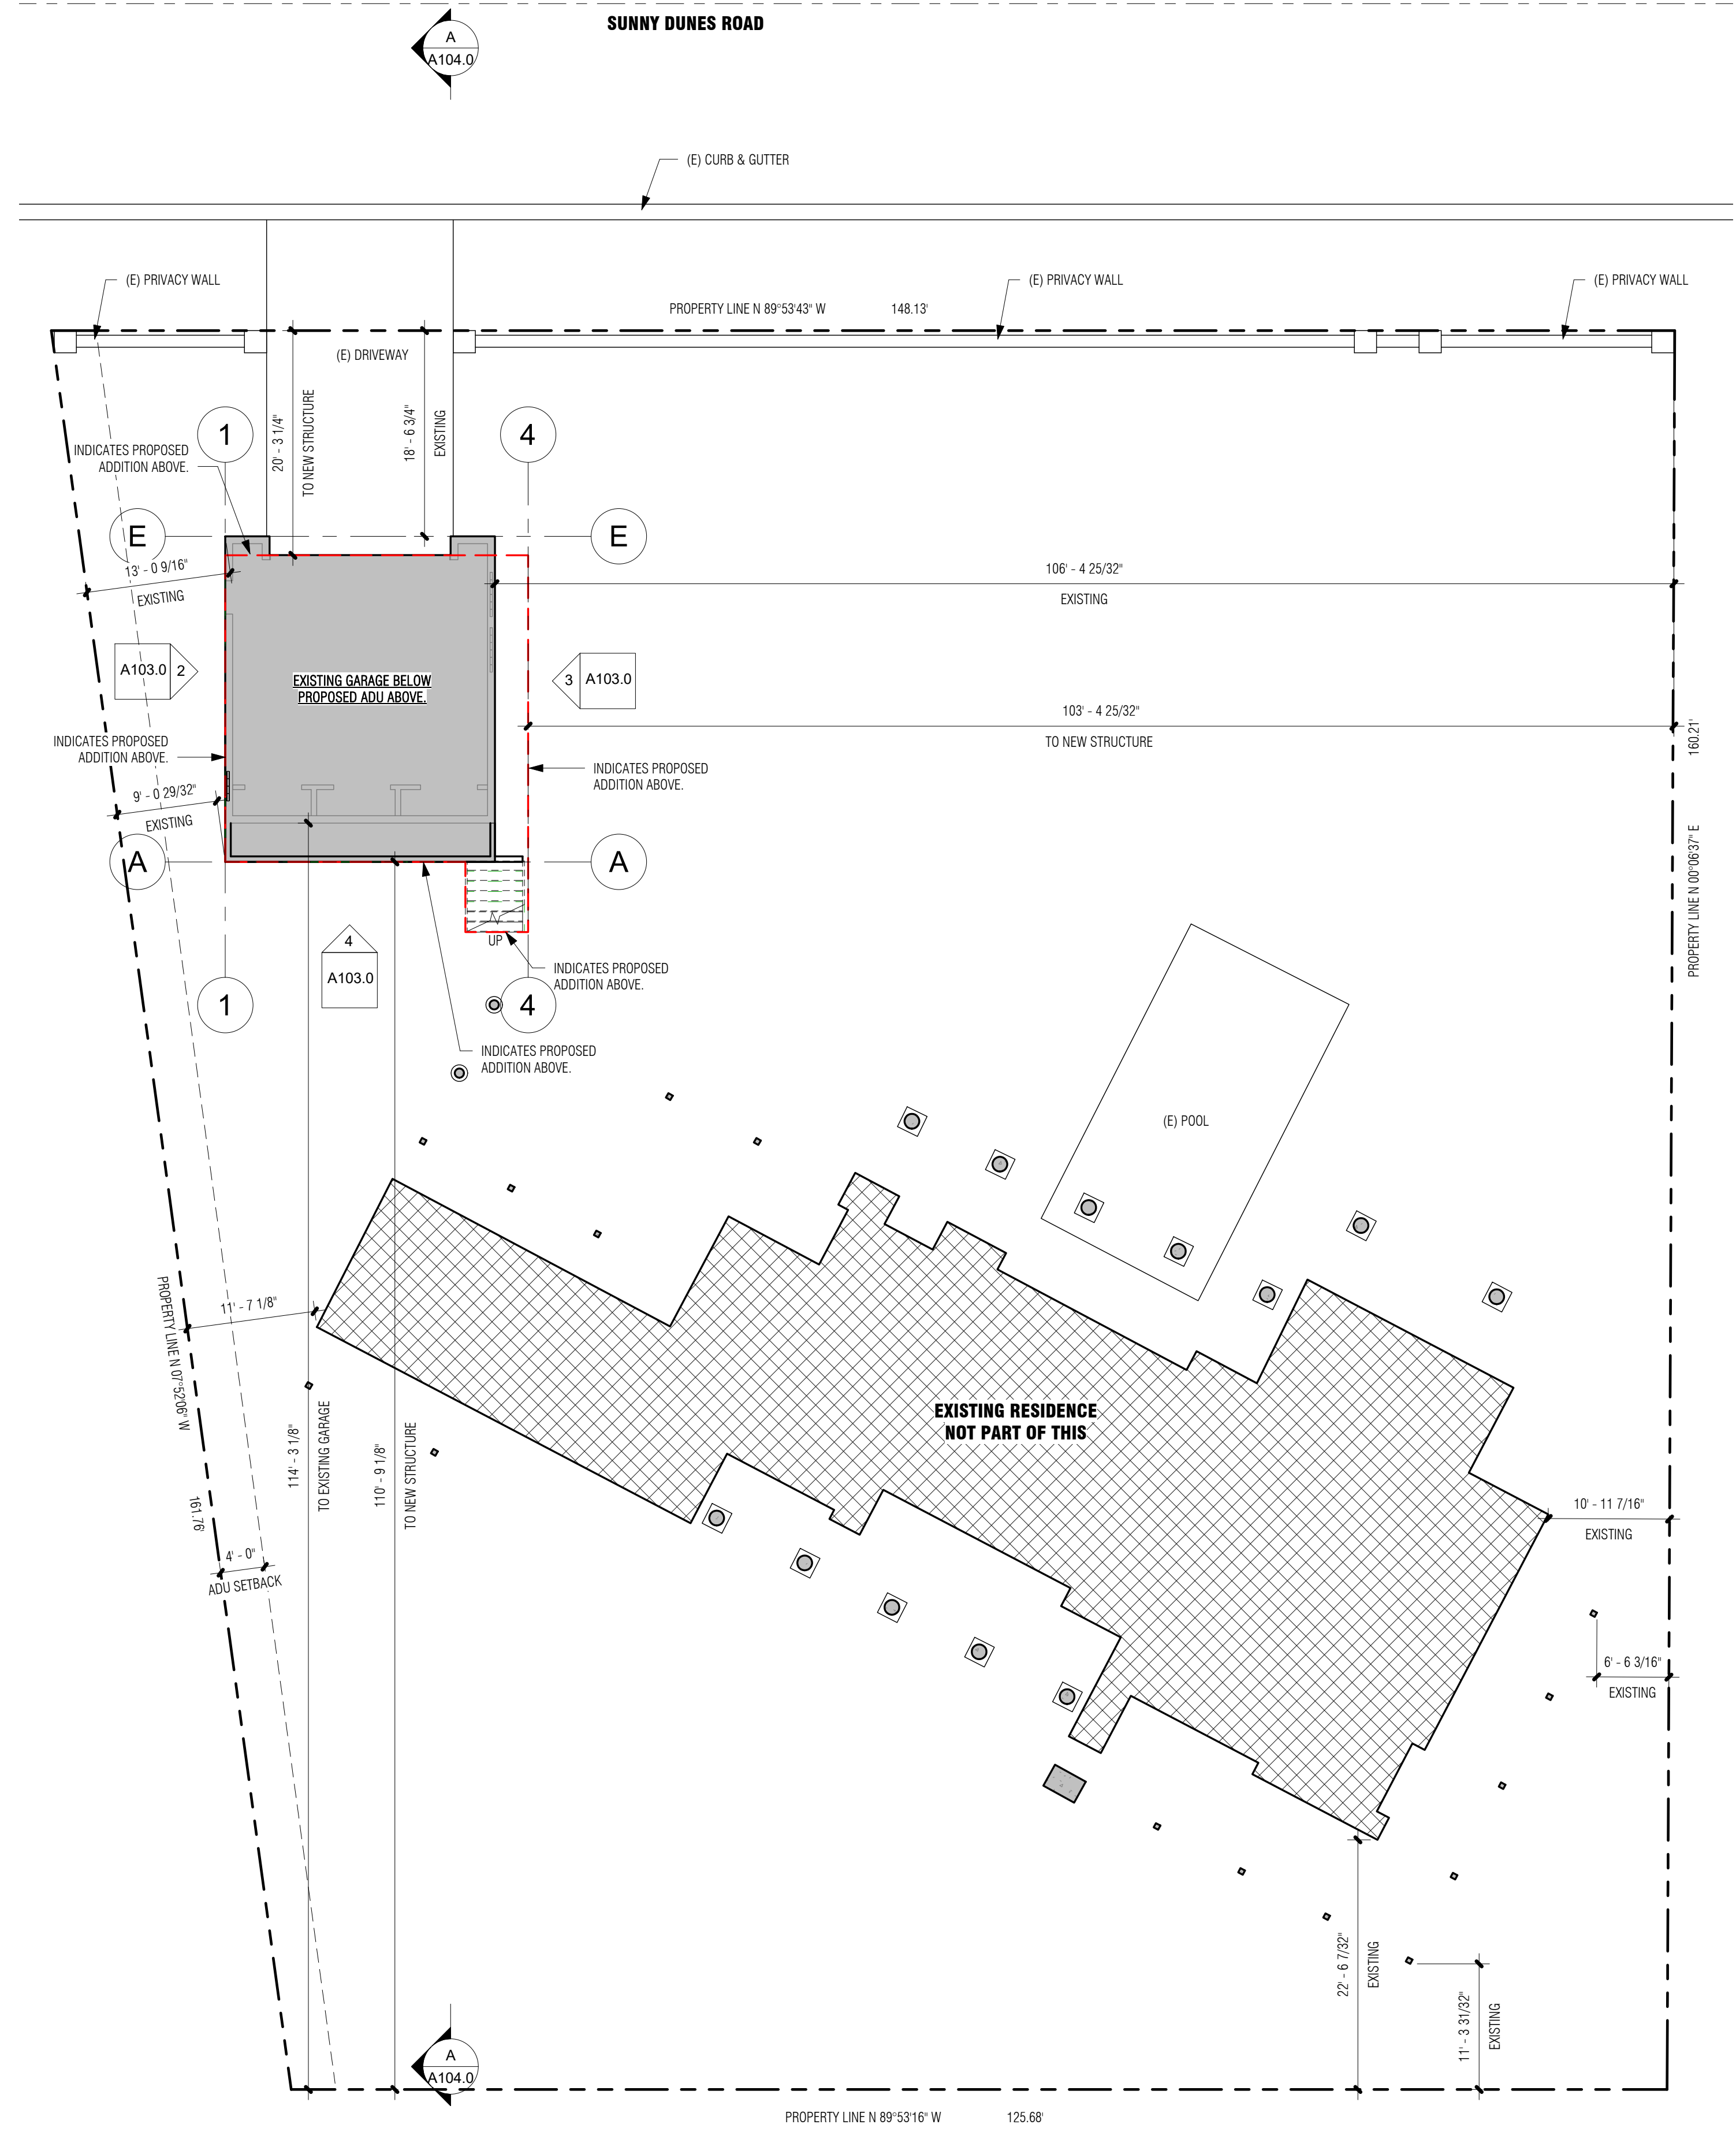 SUNNY DUNES ROAD
A
A104.0
(E) CURB & GUTTER
(E) PRIVACY WALL
(E) PRIVACY WALL
(E) PRIVACY WALL
PROPERTY LINE N 89°53'43" W
148.13'
(E) DRIVEWAY
20' - 3 1/4"
TO NEW STRUCTURE
18' - 6 3/4"
EXISTING
1
4
INDICATES PROPOSED
ADDITION ABOVE.
E
E
13' - 0 9/16"
EXISTING
106' - 4 25/32"
EXISTING
A103.0
2
EXISTING GARAGE BELOW
PROPOSED ADU ABOVE.
3
A103.0
103' - 4 25/32"
TO NEW STRUCTURE
160.21'
PROPERTY LINE N 00°06'37" E
INDICATES PROPOSED
ADDITION ABOVE.
INDICATES PROPOSED
ADDITION ABOVE.
9' - 0 29/32"
EXISTING
A
A
UP
4
A103.0
INDICATES PROPOSED
ADDITION ABOVE.
1
4
INDICATES PROPOSED
ADDITION ABOVE.
(E) POOL
11' - 7 1/8"
PROPERTY LINE N 07°52'06" W
161.76'
114' - 3 1/8"
TO EXISTING GARAGE
110' - 9 1/8"
TO NEW STRUCTURE
EXISTING RESIDENCE
NOT PART OF THIS
10' - 11 7/16"
EXISTING
4' - 0"
ADU SETBACK
6' - 6 3/16"
EXISTING
22' - 6 7/32"
EXISTING
11' - 3 31/32"
EXISTING
A
A104.0
PROPERTY LINE N 89°53'16" W
125.68'